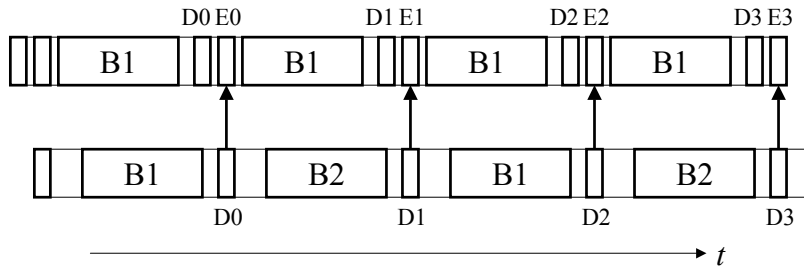 D0 E0 D1 E1 D2 E2 D3 E3
B1 B1 B1 B1
B1 B2 B1 B2
D0 D1 D2 D3
t